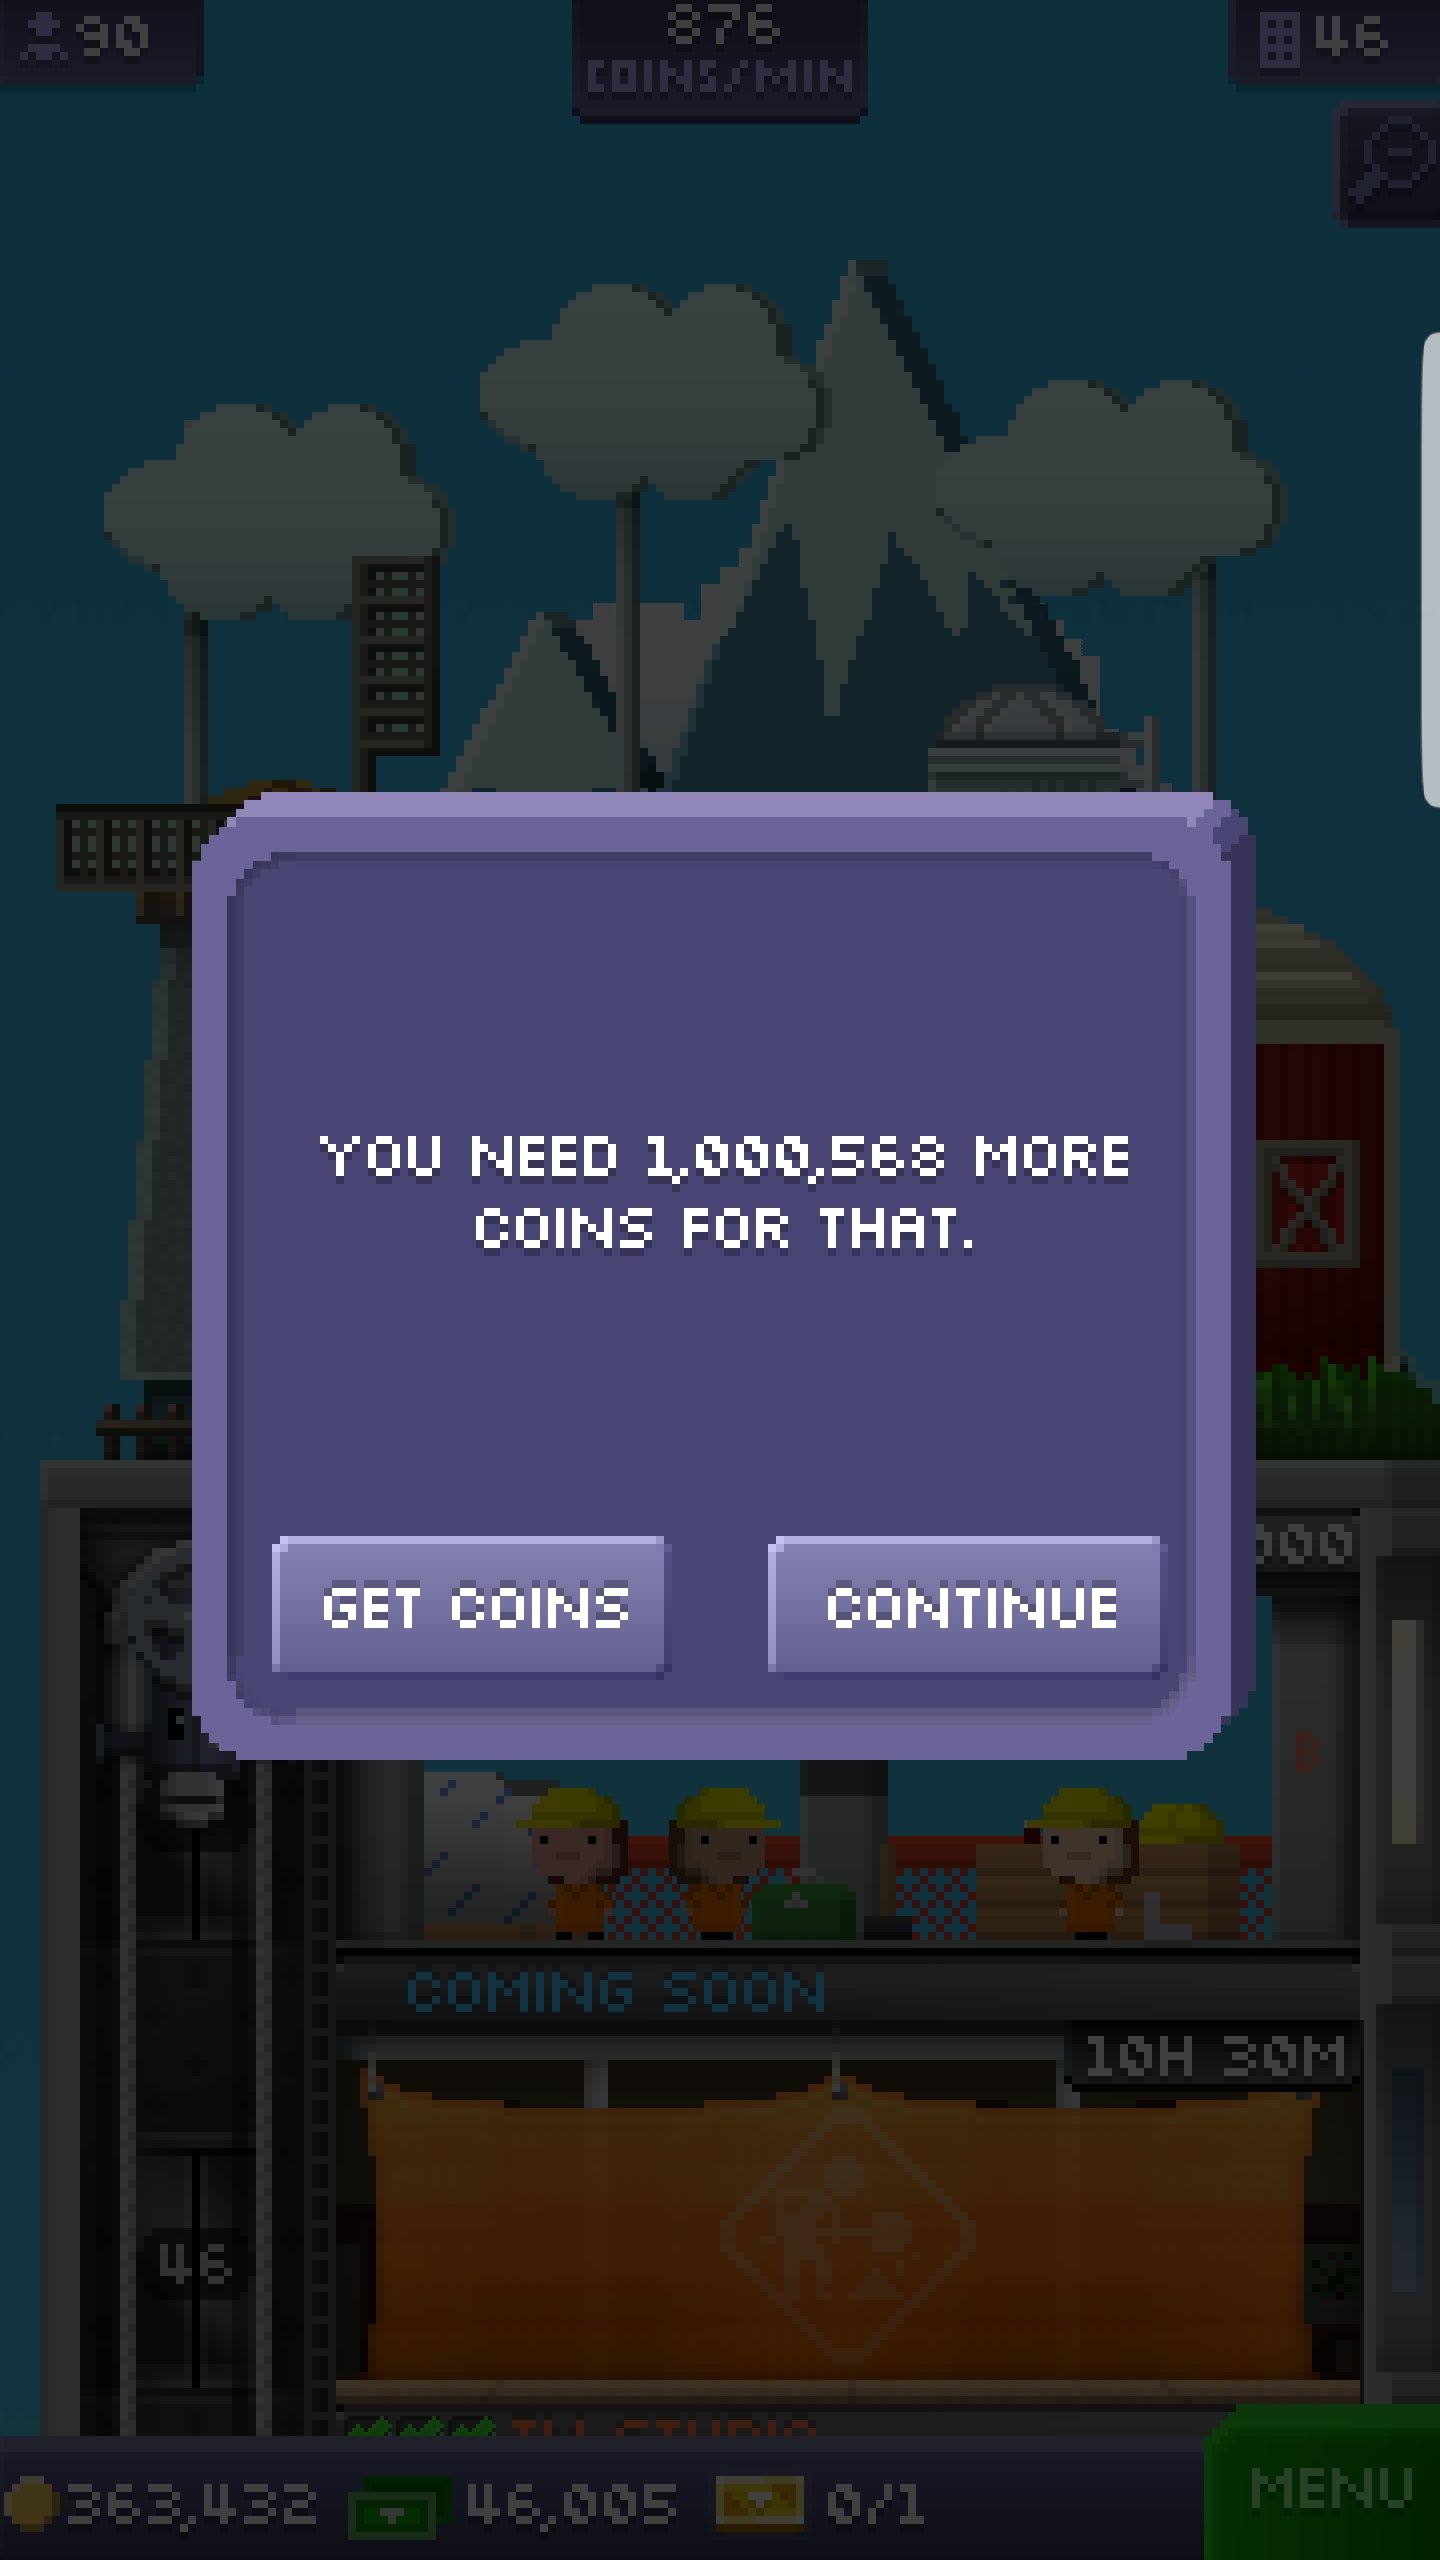 90
876
COINS/MIN
46
YOU NEED 1,000,568 MORE
COINS FOR THAT.
GET COINS
CONTINUE
000
B
COMING SOON
10H 30M
46
363,432
46,005
0/1
MENU